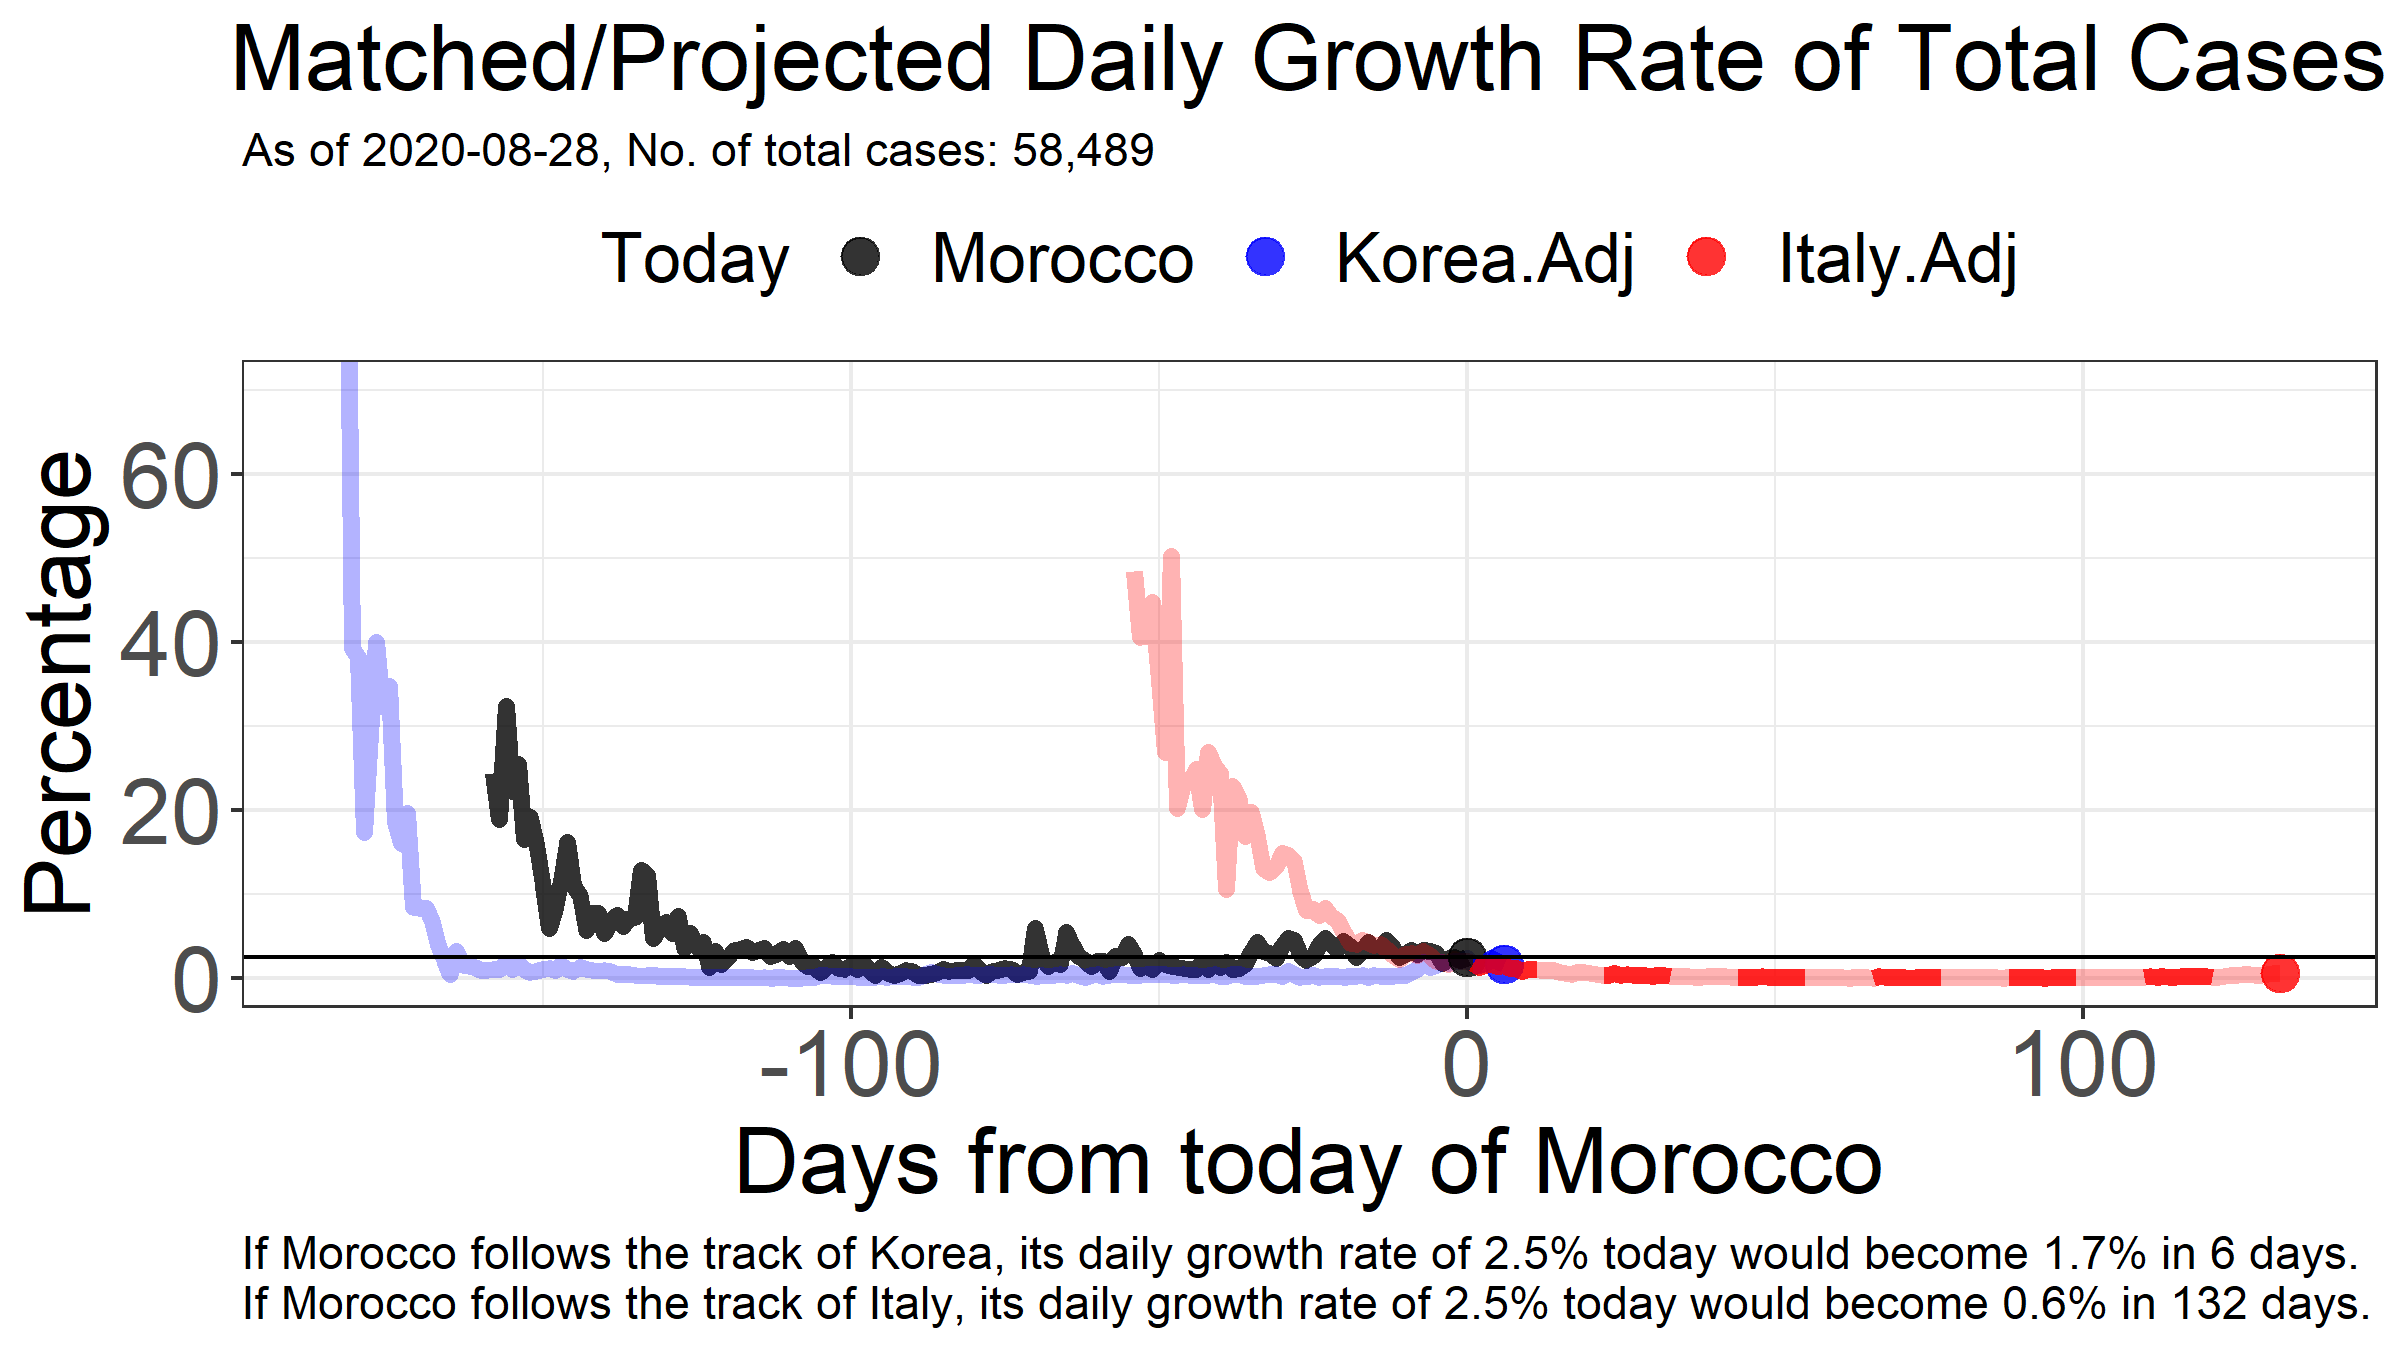 Matched/Projected Daily Growth Rate of Total Cases
As of 2020-08-28, No. of total cases: 58,489
Today Morocco Korea.Adj Italy.Adj
Percentage
60
40
20
0
-100 0 100
Days from today of Morocco
If Morocco follows the track of Korea, its daily growth rate of 2.5% today would become 1.7% in 6 days.
If Morocco follows the track of Italy, its daily growth rate of 2.5% today would become 0.6% in 132 days.